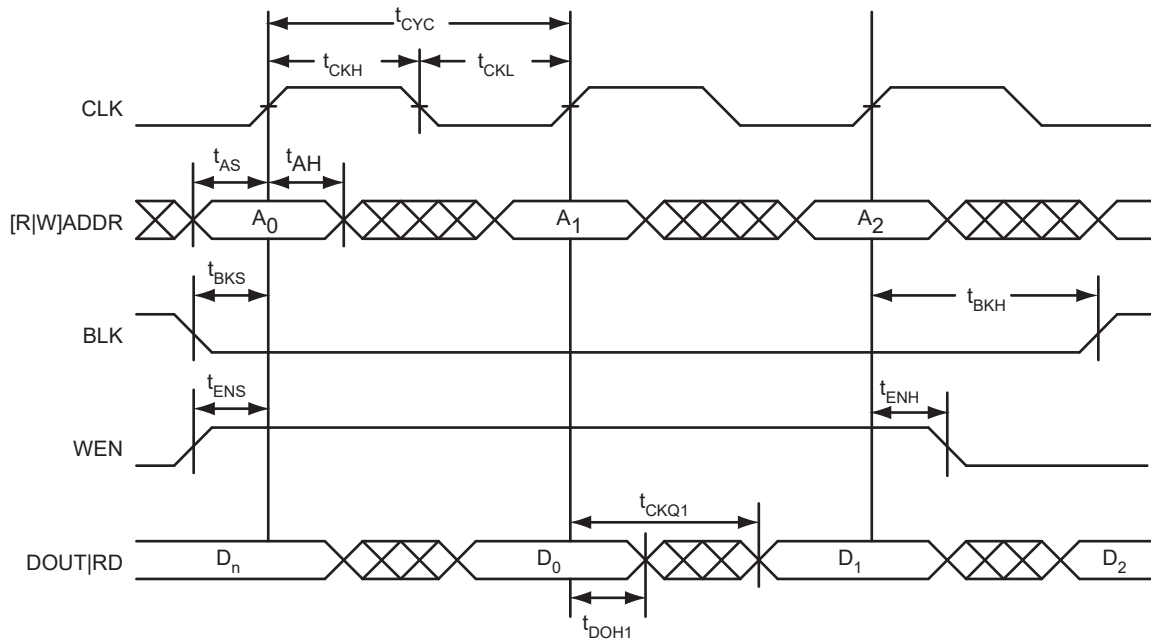 tCYC
tCKH tCKL
CLK
tAS tAH
[R|W]ADDR A0 A1 A2
tBKS tBKH
BLK
tENS tENH
WEN
tCKQ1
DOUT|RD Dn D0 D1 D2
tDOH1